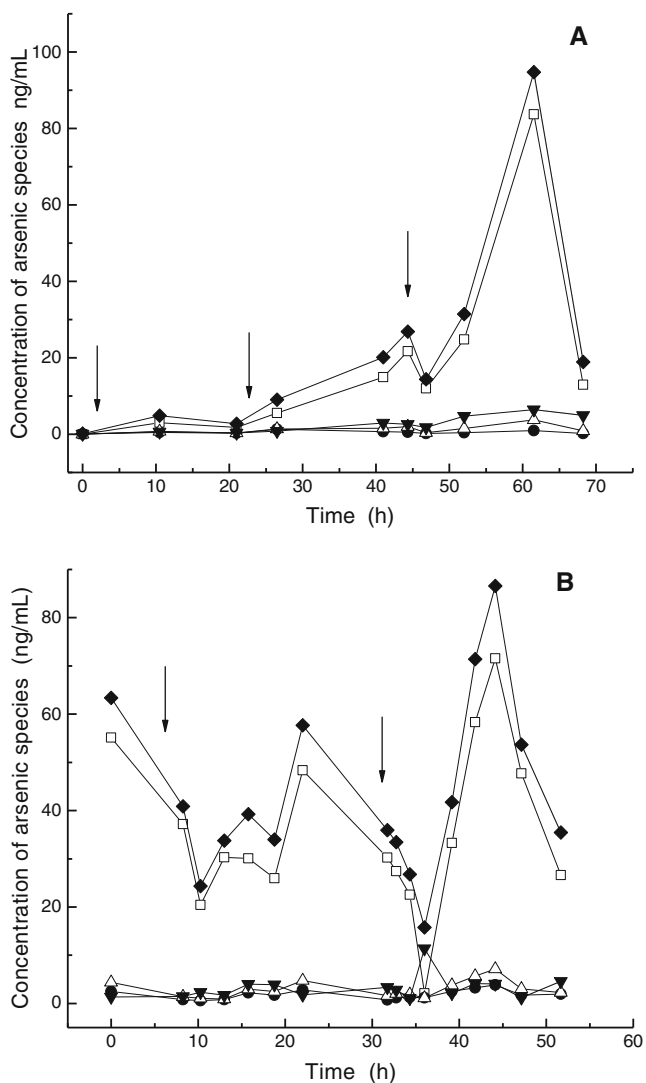 A
Concentration of arsenic species ng/mL
100
80
60
40
20
0
0 10 20 30 40 50 60 70
Time (h)
B
Concentration of arsenic species (ng/mL)
80
60
40
20
0
0 10 20 30 40 50 60
Time (h)